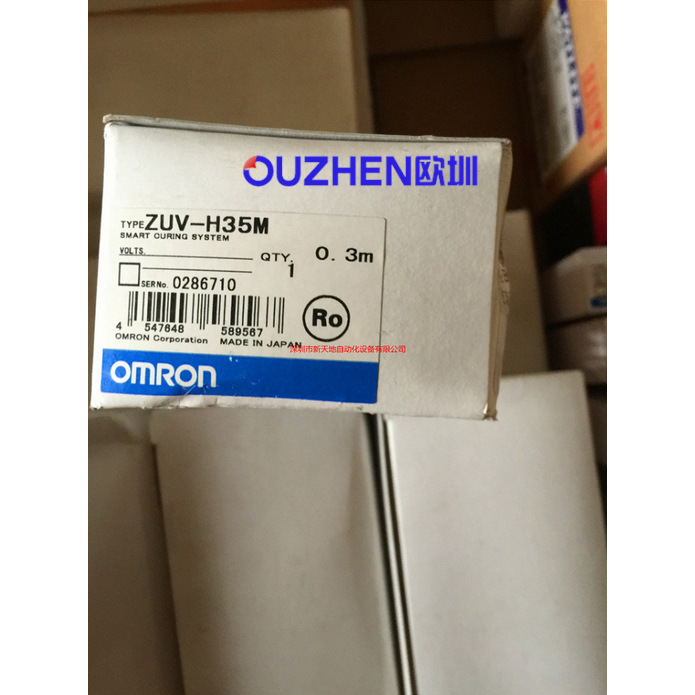 OUZHEN欧圳
TYPE ZUV-H35M
SMART CURING SYSTEM
VOLTS. QTY. 0.3m
1
SER No. 0286710
4 547648 589567
Ro
OMRON Corporation MADE IN JAPAN
深圳市新天地自动化设备有限公司
OMRON